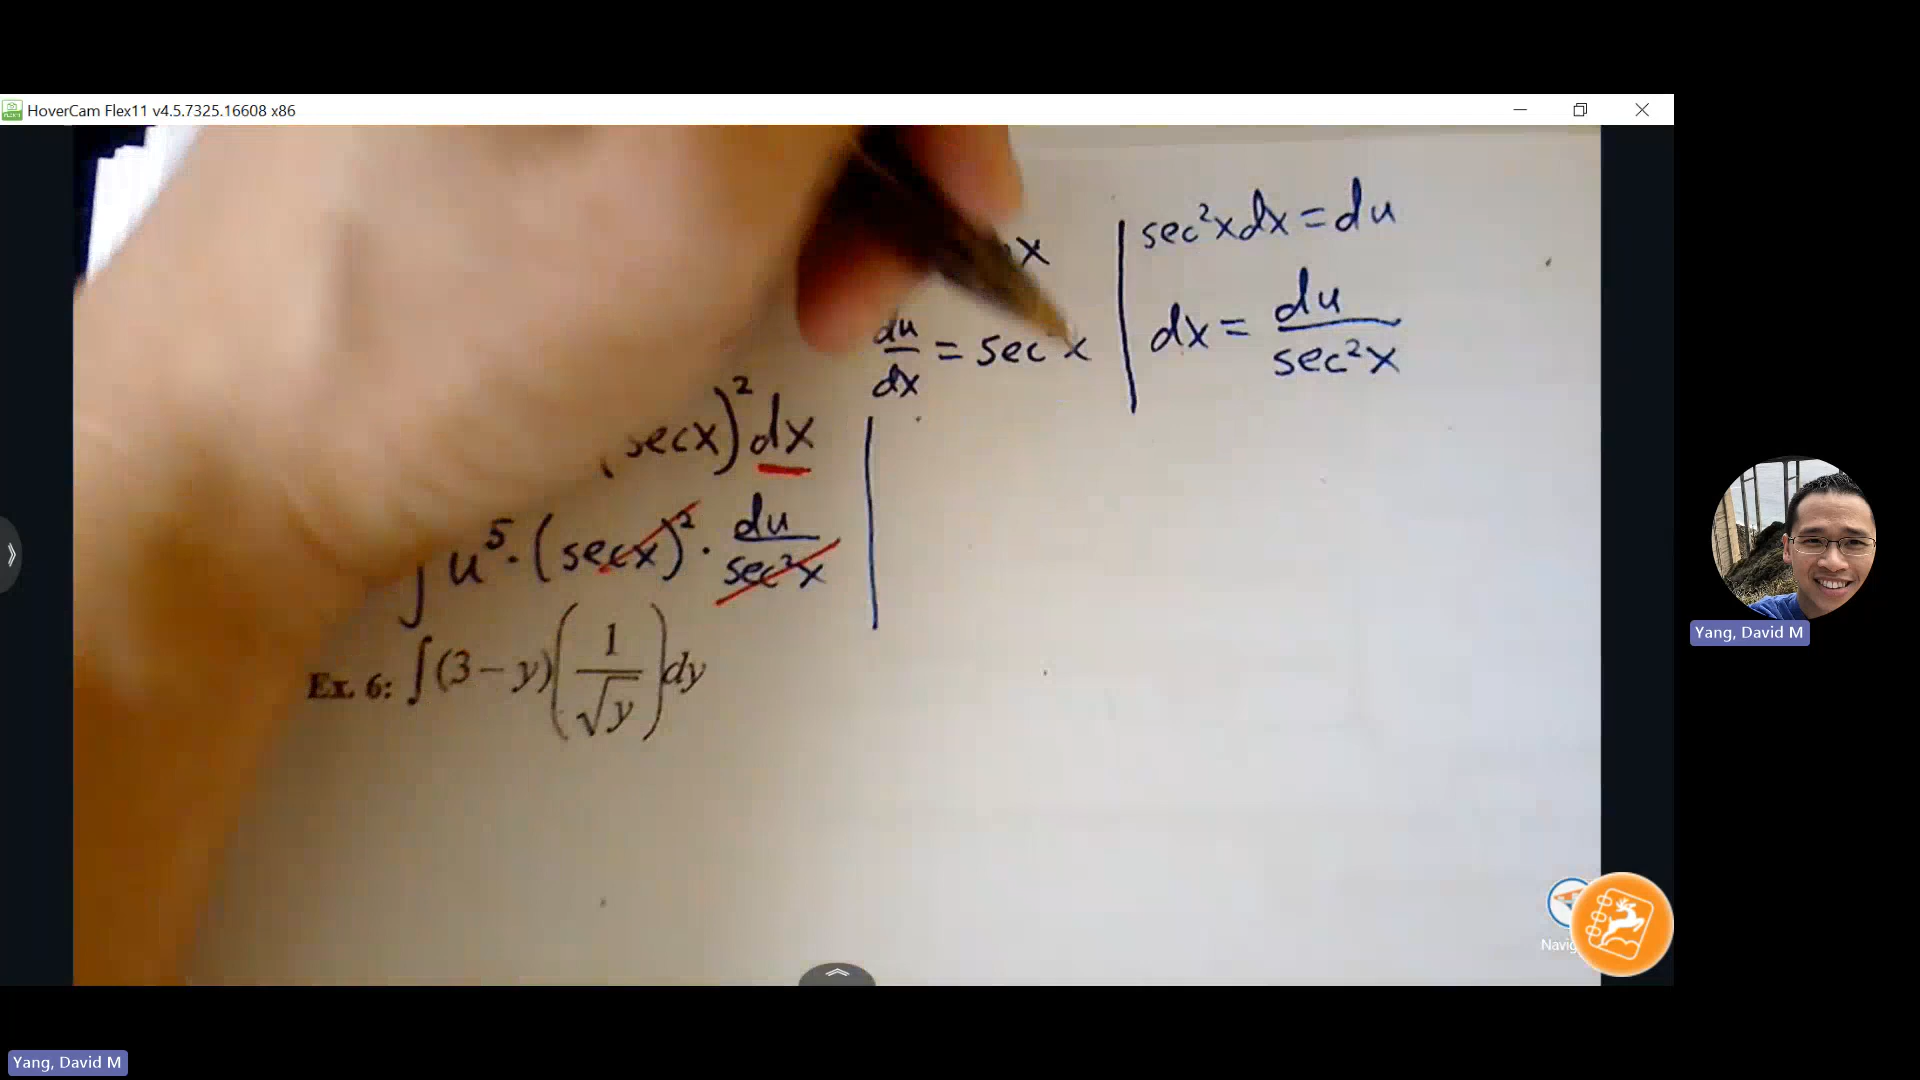 HoverCam Flex11 v4.5.7325.16608 x86
x
du/dx = sec² x
sec²x dx = du
dx = du/sec²x
secx)² dx
∫ u⁵ · (secx)² · du/sec²x
Ex. 6: ∫(3 − y)(1/√y)dy
Yang, David M
Yang, David M